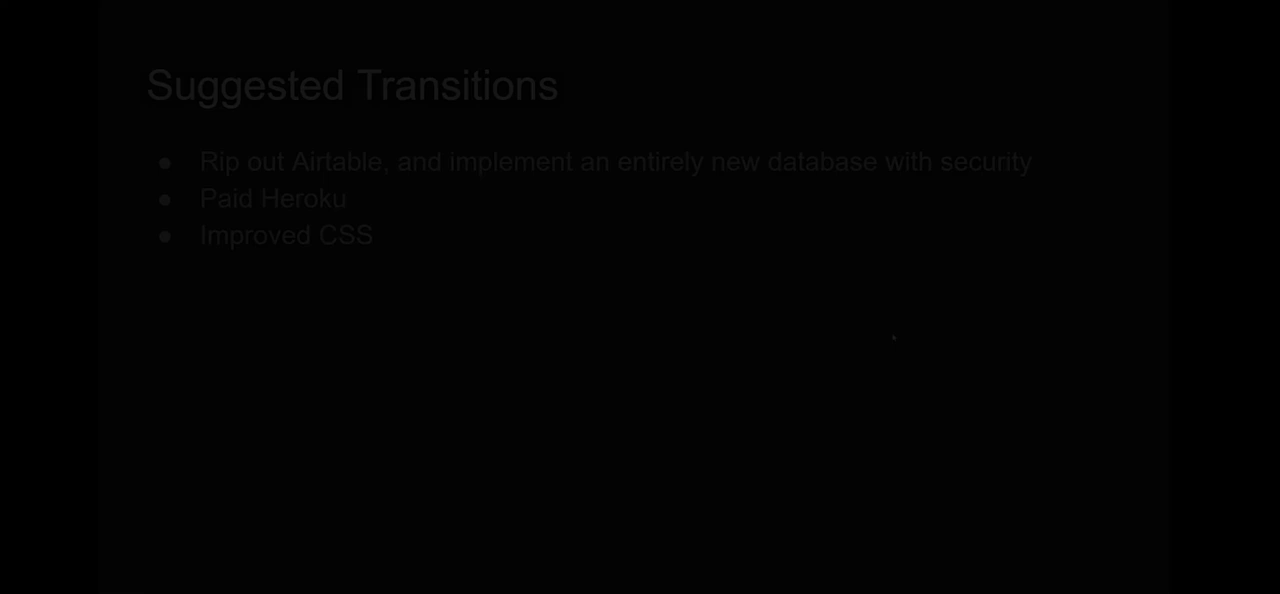 Suggested Transitions
● Rip out Airtable, and implement an entirely new database with security
● Paid Heroku
● Improved CSS